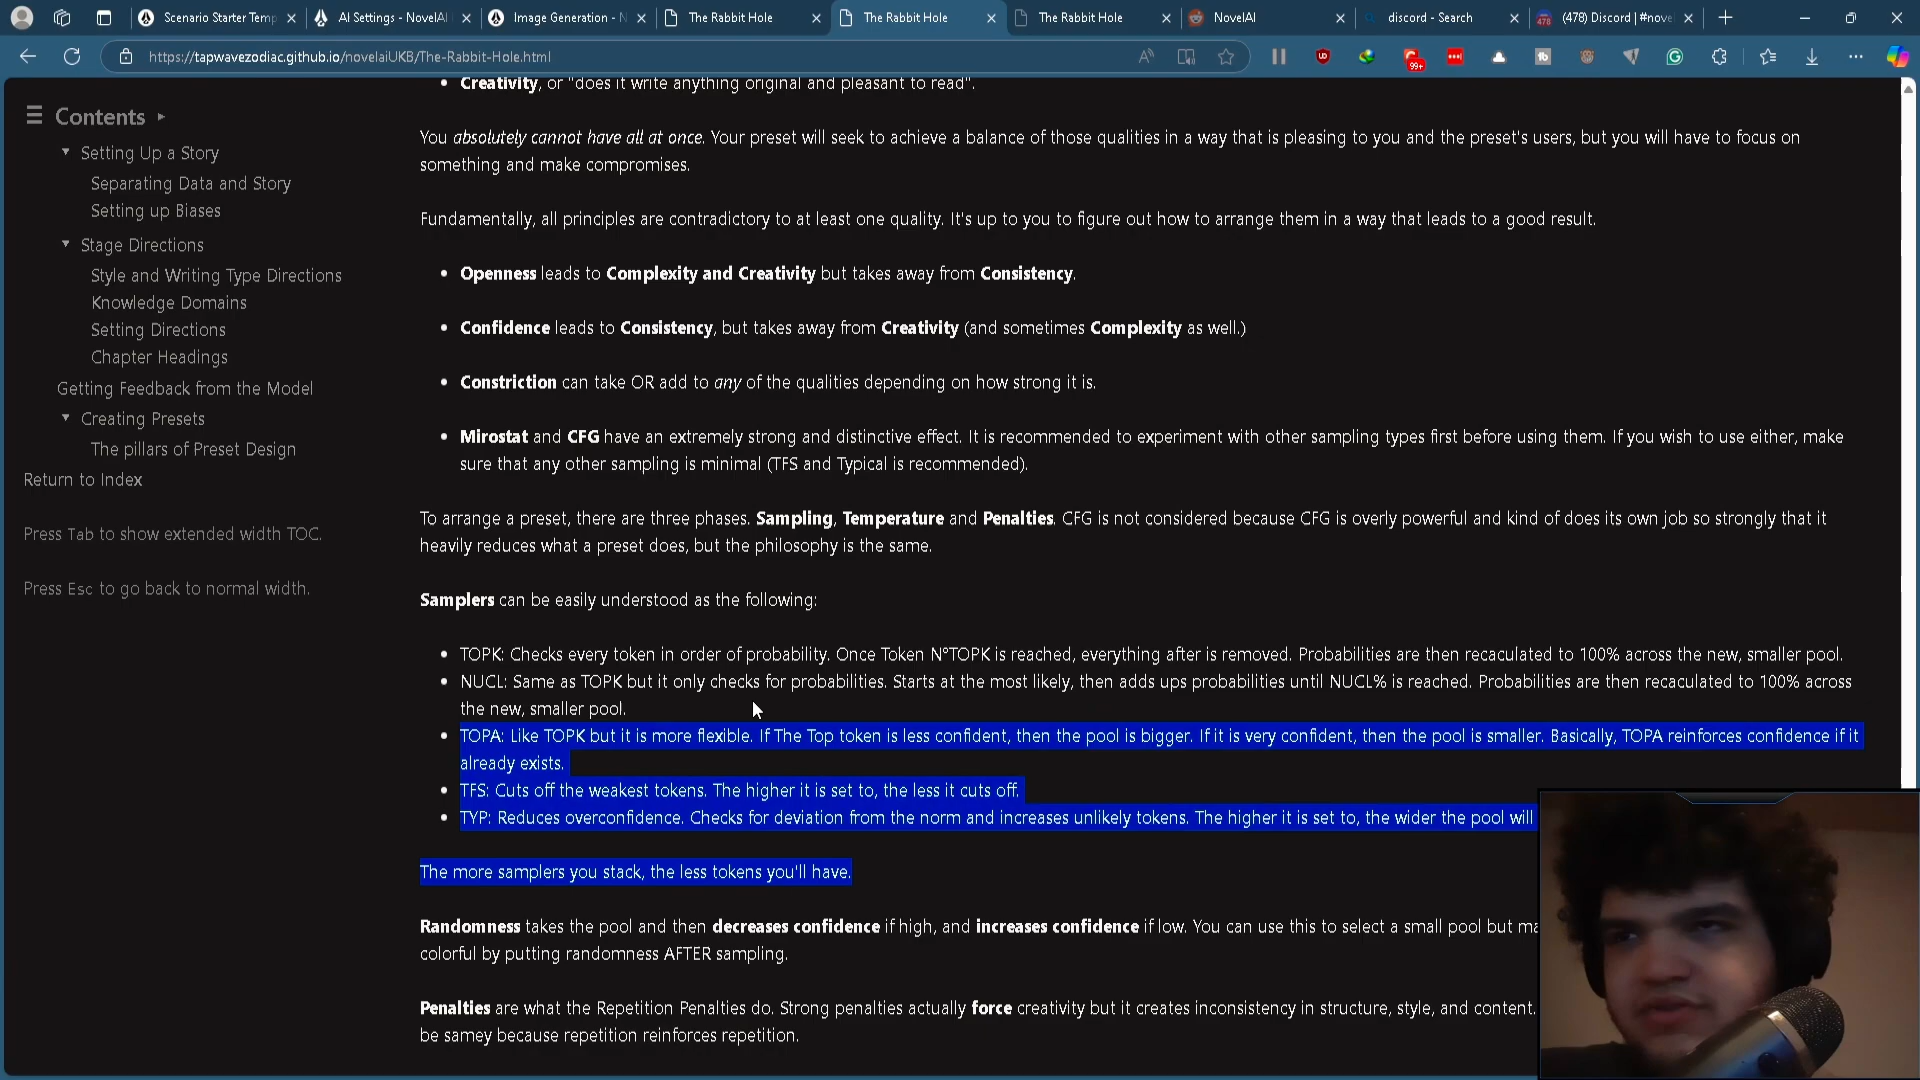 Scenario Starter Temp
AI Settings - NovelAI
Image Generation - N
The Rabbit Hole
The Rabbit Hole
The Rabbit Hole
NovelAI
discord - Search
(478) Discord | #nove
https://tapwavezodiac.github.io/novelaiUKB/The-Rabbit-Hole.html
99+
Contents
Setting Up a Story
Separating Data and Story
Setting up Biases
Stage Directions
Style and Writing Type Directions
Knowledge Domains
Setting Directions
Chapter Headings
Getting Feedback from the Model
Creating Presets
The pillars of Preset Design
Return to Index
Press Tab to show extended width TOC.
Press Esc to go back to normal width.
• Creativity, or "does it write anything original and pleasant to read".
You absolutely cannot have all at once. Your preset will seek to achieve a balance of those qualities in a way that is pleasing to you and the preset's users, but you will have to focus on
something and make compromises.
Fundamentally, all principles are contradictory to at least one quality. It's up to you to figure out how to arrange them in a way that leads to a good result.
• Openness leads to Complexity and Creativity but takes away from Consistency.
• Confidence leads to Consistency, but takes away from Creativity (and sometimes Complexity as well.)
• Constriction can take OR add to any of the qualities depending on how strong it is.
• Mirostat and CFG have an extremely strong and distinctive effect. It is recommended to experiment with other sampling types first before using them. If you wish to use either, make
sure that any other sampling is minimal (TFS and Typical is recommended).
To arrange a preset, there are three phases. Sampling, Temperature and Penalties. CFG is not considered because CFG is overly powerful and kind of does its own job so strongly that it
heavily reduces what a preset does, but the philosophy is the same.
Samplers can be easily understood as the following:
• TOPK: Checks every token in order of probability. Once Token N°TOPK is reached, everything after is removed. Probabilities are then recaculated to 100% across the new, smaller pool.
• NUCL: Same as TOPK but it only checks for probabilities. Starts at the most likely, then adds ups probabilities until NUCL% is reached. Probabilities are then recaculated to 100% across
the new, smaller pool.
• TOPA: Like TOPK but it is more flexible. If The Top token is less confident, then the pool is bigger. If it is very confident, then the pool is smaller. Basically, TOPA reinforces confidence if it
already exists.
• TFS: Cuts off the weakest tokens. The higher it is set to, the less it cuts off.
• TYP: Reduces overconfidence. Checks for deviation from the norm and increases unlikely tokens. The higher it is set to, the wider the pool will
The more samplers you stack, the less tokens you'll have.
Randomness takes the pool and then decreases confidence if high, and increases confidence if low. You can use this to select a small pool but ma
colorful by putting randomness AFTER sampling.
Penalties are what the Repetition Penalties do. Strong penalties actually force creativity but it creates inconsistency in structure, style, and content.
be samey because repetition reinforces repetition.